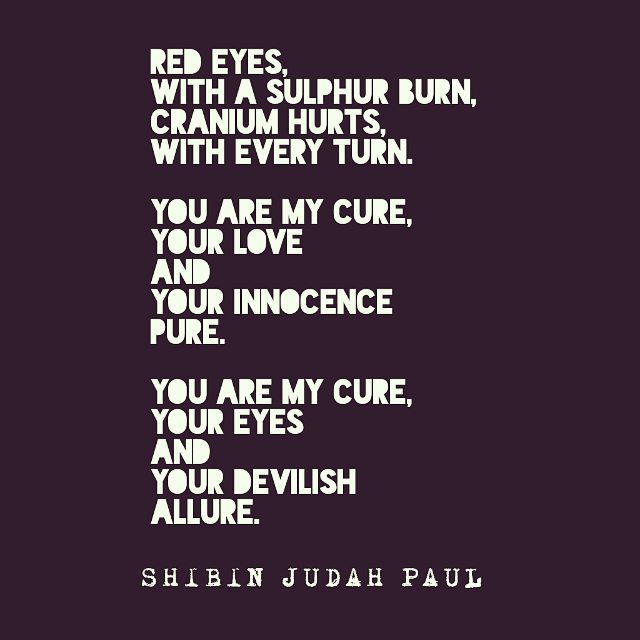 RED EYES,
WITH A SULPHUR BURN,
CRANIUM HURTS,
WITH EVERY TURN.
YOU ARE MY CURE,
YOUR LOVE
AND
YOUR INNOCENCE
PURE.
YOU ARE MY CURE,
YOUR EYES
AND
YOUR DEVILISH
ALLURE.
SHIBIN JUDAH PAUL